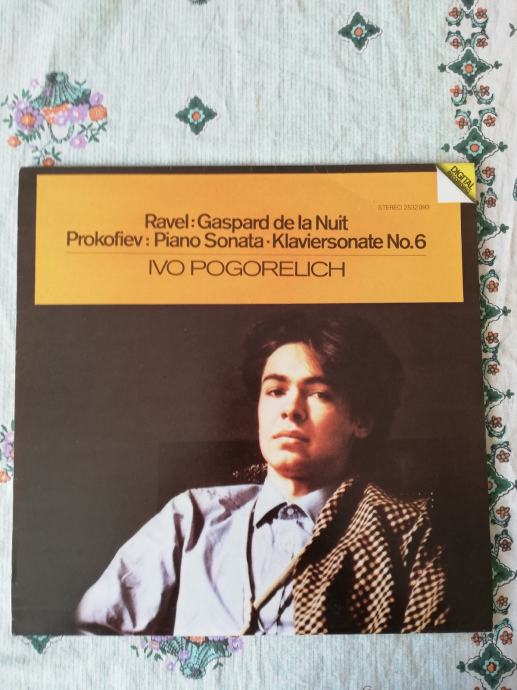 DIGITAL
STEREO 2532 093
Ravel: Gaspard de la Nuit
Prokofiev: Piano Sonata · Klaviersonate No. 6
IVO POGORELICH